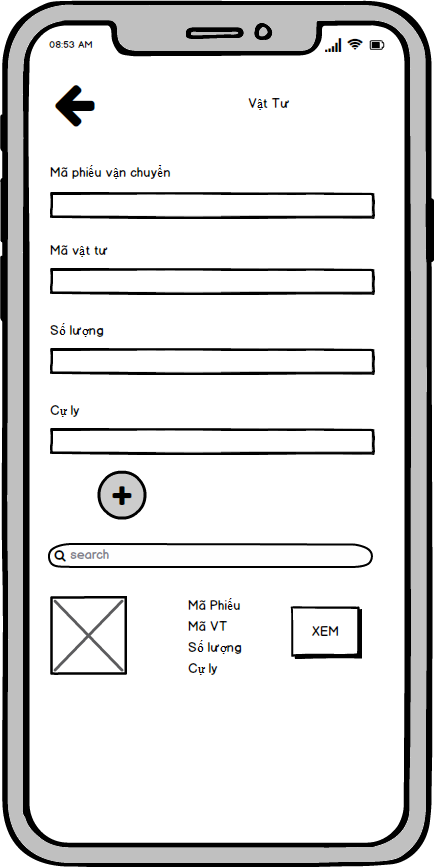 08:53 AM
Vật Tư
Mã phiếu vận chuyển
Mã vật tư
Số lượng
Cự ly
search
Mã Phiếu
Mã VT
Số lượng
Cự ly
XEM